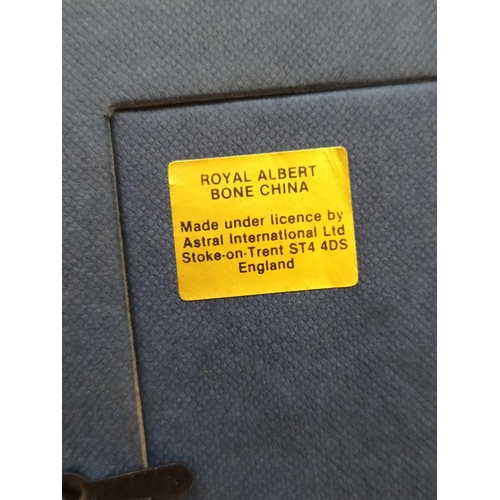 ROYAL ALBERT
BONE CHINA
Made under licence by
Astral International Ltd
Stoke-on-Trent ST4 4DS
England